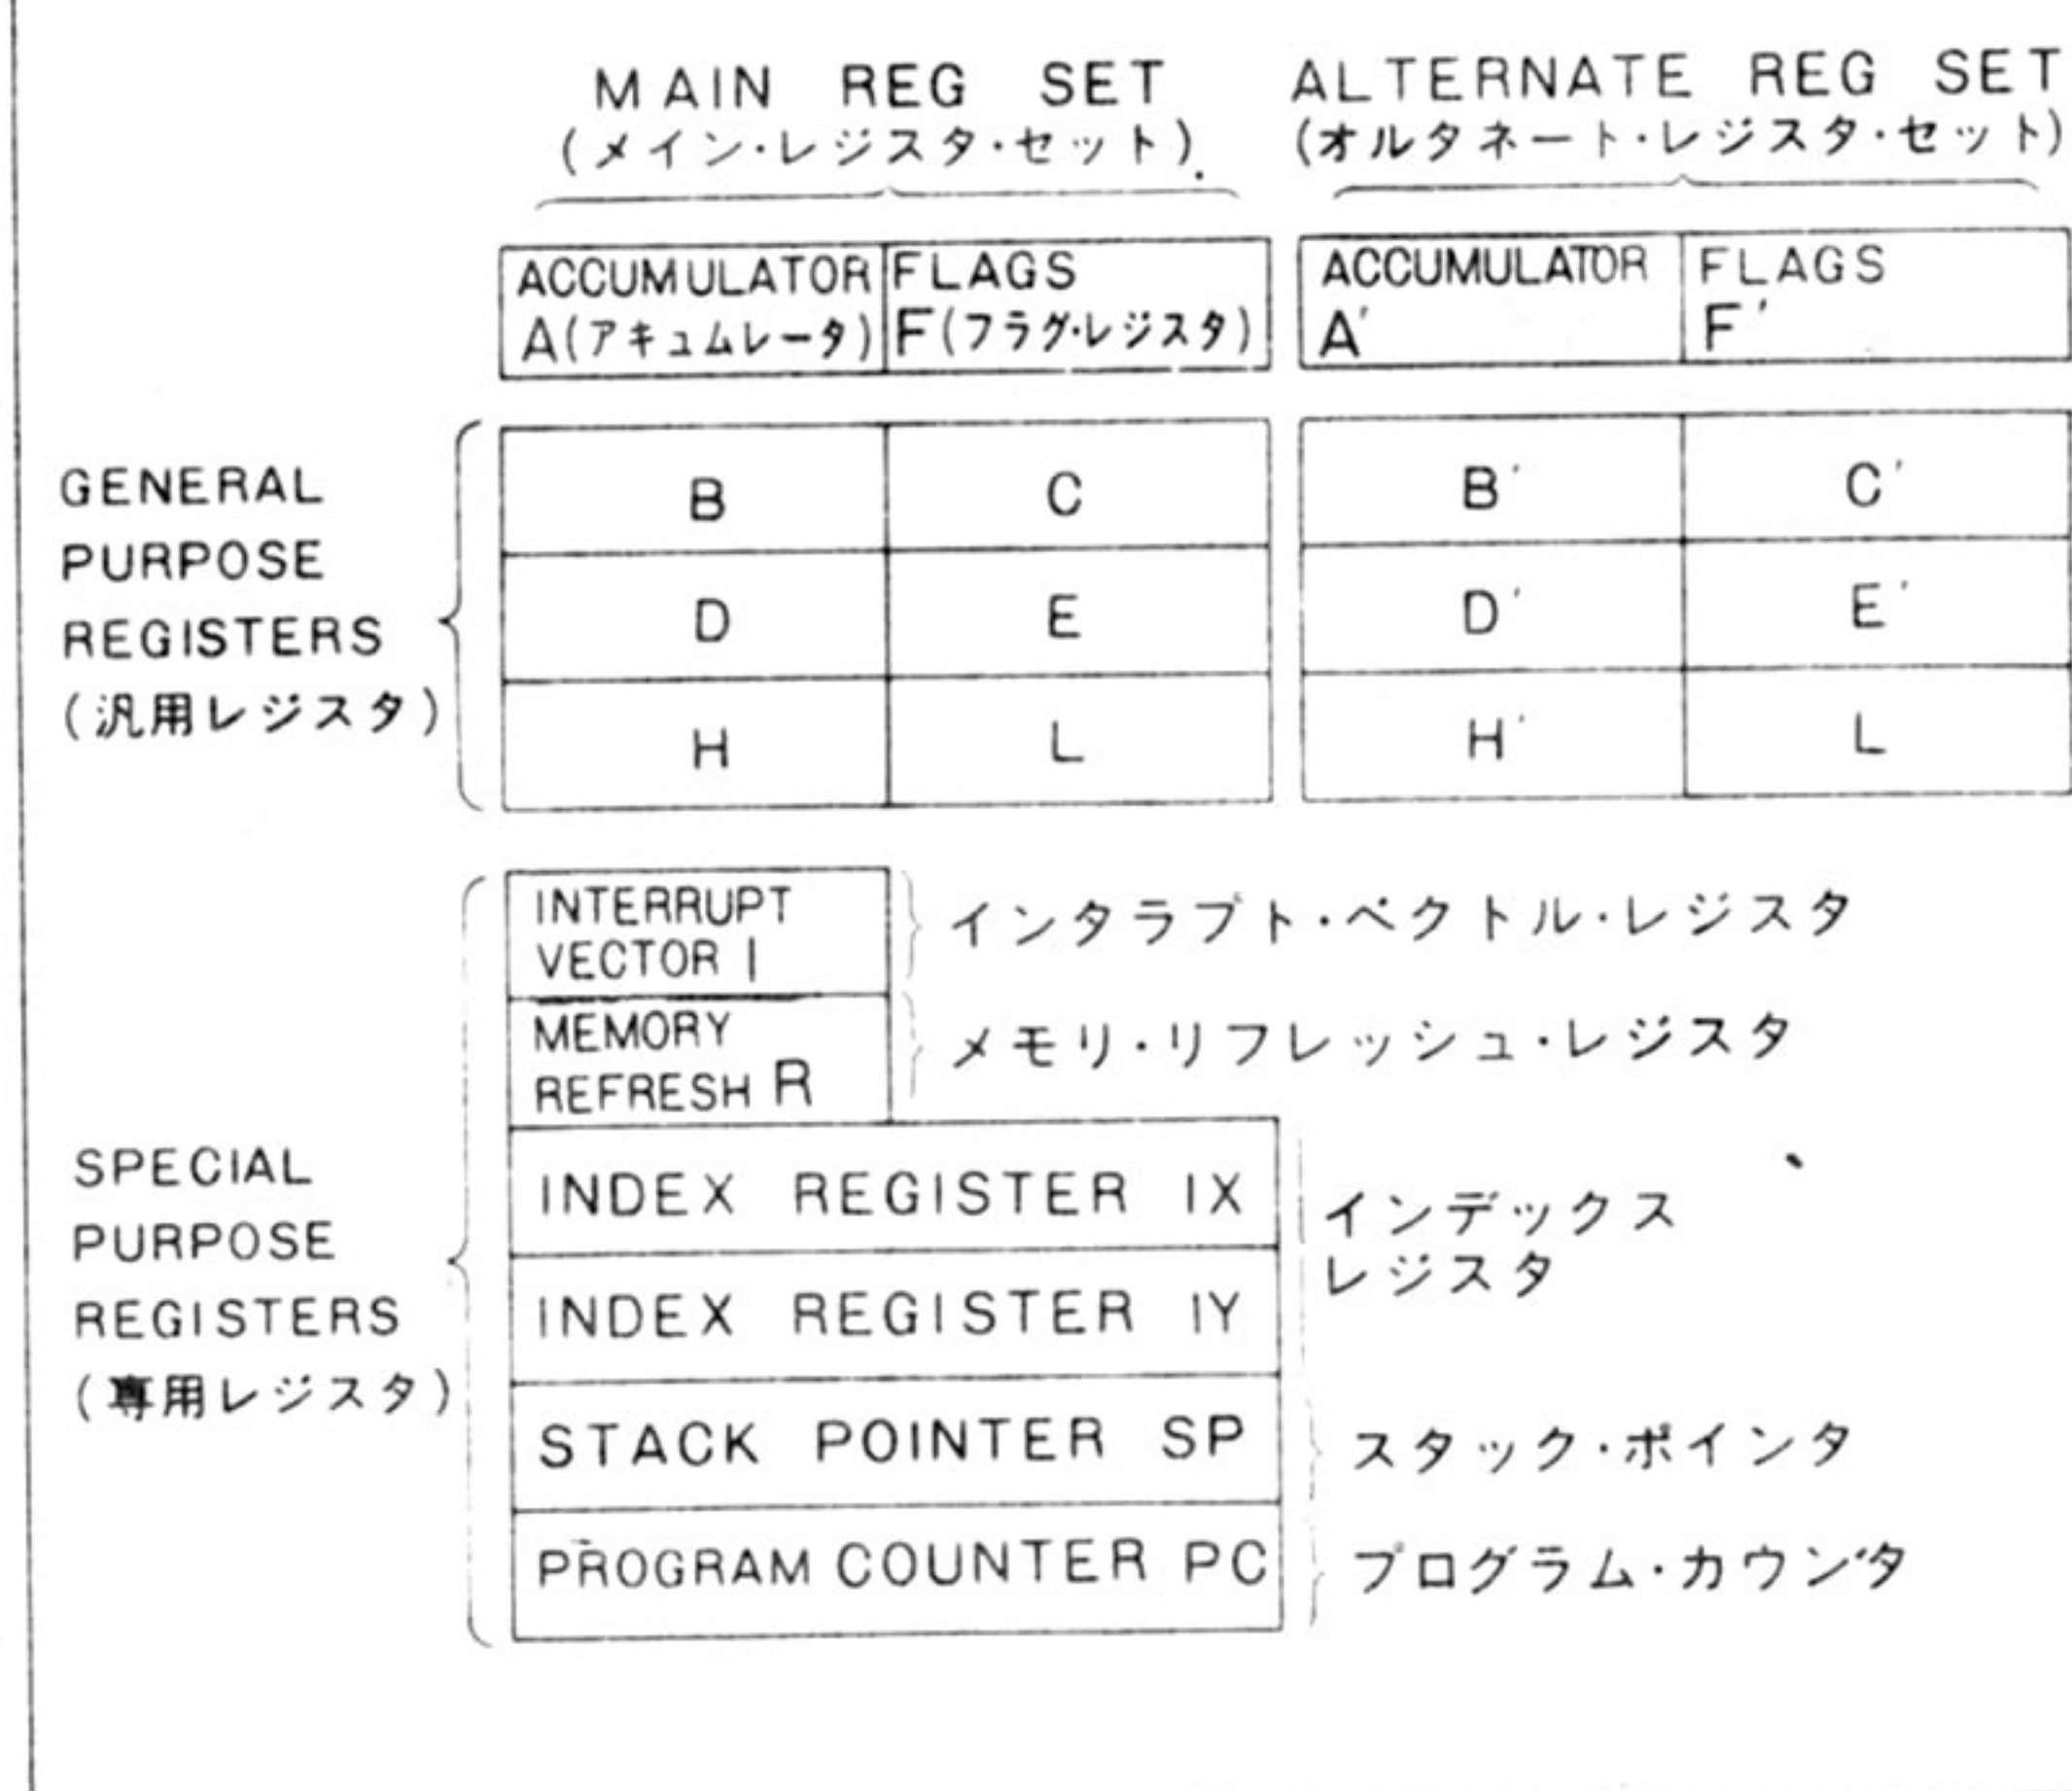 MAIN REG SET
(メイン・レジスタ・セット)
ALTERNATE REG SET
(オルタネート・レジスタ・セット)
ACCUMULATOR
A(アキュムレータ)
FLAGS
F(フラグ・レジスタ)
ACCUMULATOR
A'
FLAGS
F'
GENERAL
PURPOSE
REGISTERS
(汎用レジスタ)
B C B' C'
D E D' E'
H L H' L
SPECIAL
PURPOSE
REGISTERS
(専用レジスタ)
INTERRUPT
VECTOR I
インタラプト・ベクトル・レジスタ
MEMORY
REFRESH R
メモリ・リフレッシュ・レジスタ
INDEX REGISTER IX
INDEX REGISTER IY
インデックス
レジスタ
STACK POINTER SP
スタック・ポインタ
PROGRAM COUNTER PC
プログラム・カウンタ